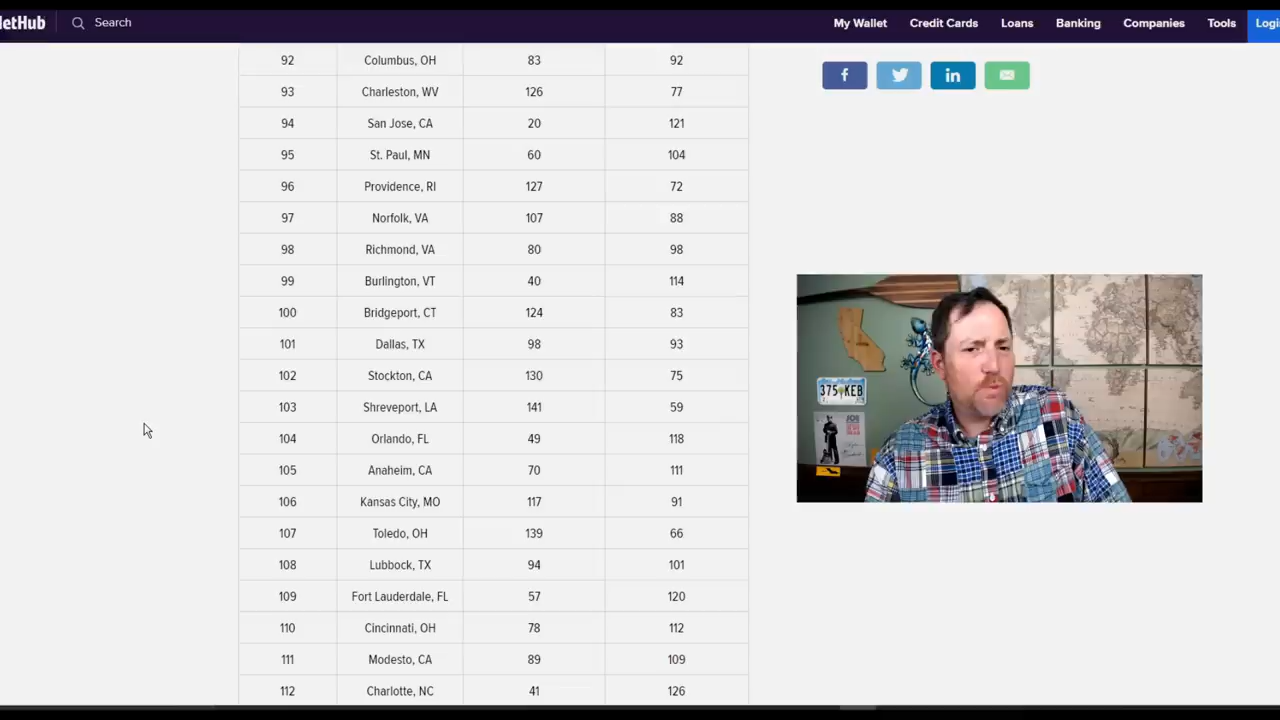 letHub
Search
My Wallet
Credit Cards
Loans
Banking
Companies
Tools
Logi
92 Columbus, OH 83 92
93 Charleston, WV 126 77
94 San Jose, CA 20 121
95 St. Paul, MN 60 104
96 Providence, RI 127 72
97 Norfolk, VA 107 88
98 Richmond, VA 80 98
99 Burlington, VT 40 114
100 Bridgeport, CT 124 83
101 Dallas, TX 98 93
102 Stockton, CA 130 75
103 Shreveport, LA 141 59
104 Orlando, FL 49 118
105 Anaheim, CA 70 111
106 Kansas City, MO 117 91
107 Toledo, OH 139 66
108 Lubbock, TX 94 101
109 Fort Lauderdale, FL 57 120
110 Cincinnati, OH 78 112
111 Modesto, CA 89 109
112 Charlotte, NC 41 126
f
in
375 KEB